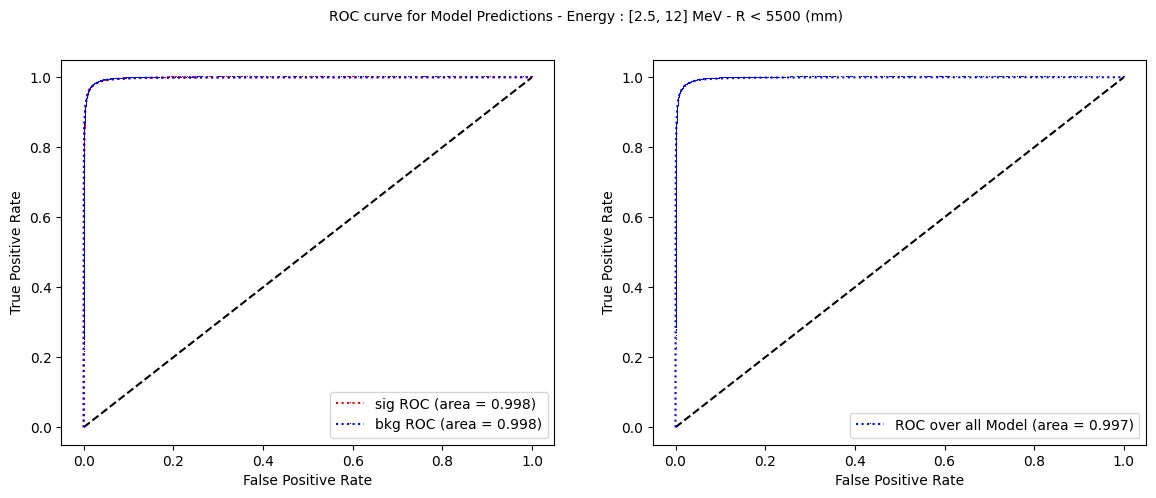 ROC curve for Model Predictions - Energy : [2.5, 12] MeV - R < 5500 (mm)
True Positive Rate
1.0
0.8
0.6
0.4
0.2
0.0
sig ROC (area = 0.998)
bkg ROC (area = 0.998)
0.0 0.2 0.4 0.6 0.8 1.0
False Positive Rate
True Positive Rate
1.0
0.8
0.6
0.4
0.2
0.0
ROC over all Model (area = 0.997)
0.0 0.2 0.4 0.6 0.8 1.0
False Positive Rate